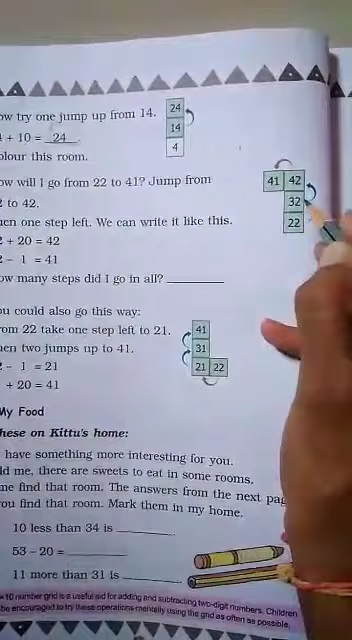 ow try one jump up from 14.
+ 10 = 24
olour this room.
24
14
4
ow will I go from 22 to 41? Jump from
2 to 42.
en one step left. We can write it like this.
2 + 20 = 42
2 - 1 = 41
ow many steps did I go in all? ________
41 42
32
22
u could also go this way:
om 22 take one step left to 21.
en two jumps up to 41.
2 - 1 = 21
+ 20 = 41
41
31
21 22
My Food
hese on Kittu's home:
have something more interesting for you.
ld me, there are sweets to eat in some rooms.
me find that room. The answers from the next pag
ou find that room. Mark them in my home.
10 less than 34 is ________
53 – 20 = ________
11 more than 31 is ________
× 10 number grid is a useful aid for adding and subtracting two-digit numbers. Children
be encouraged to try these operations mentally using the grid as often as possible.